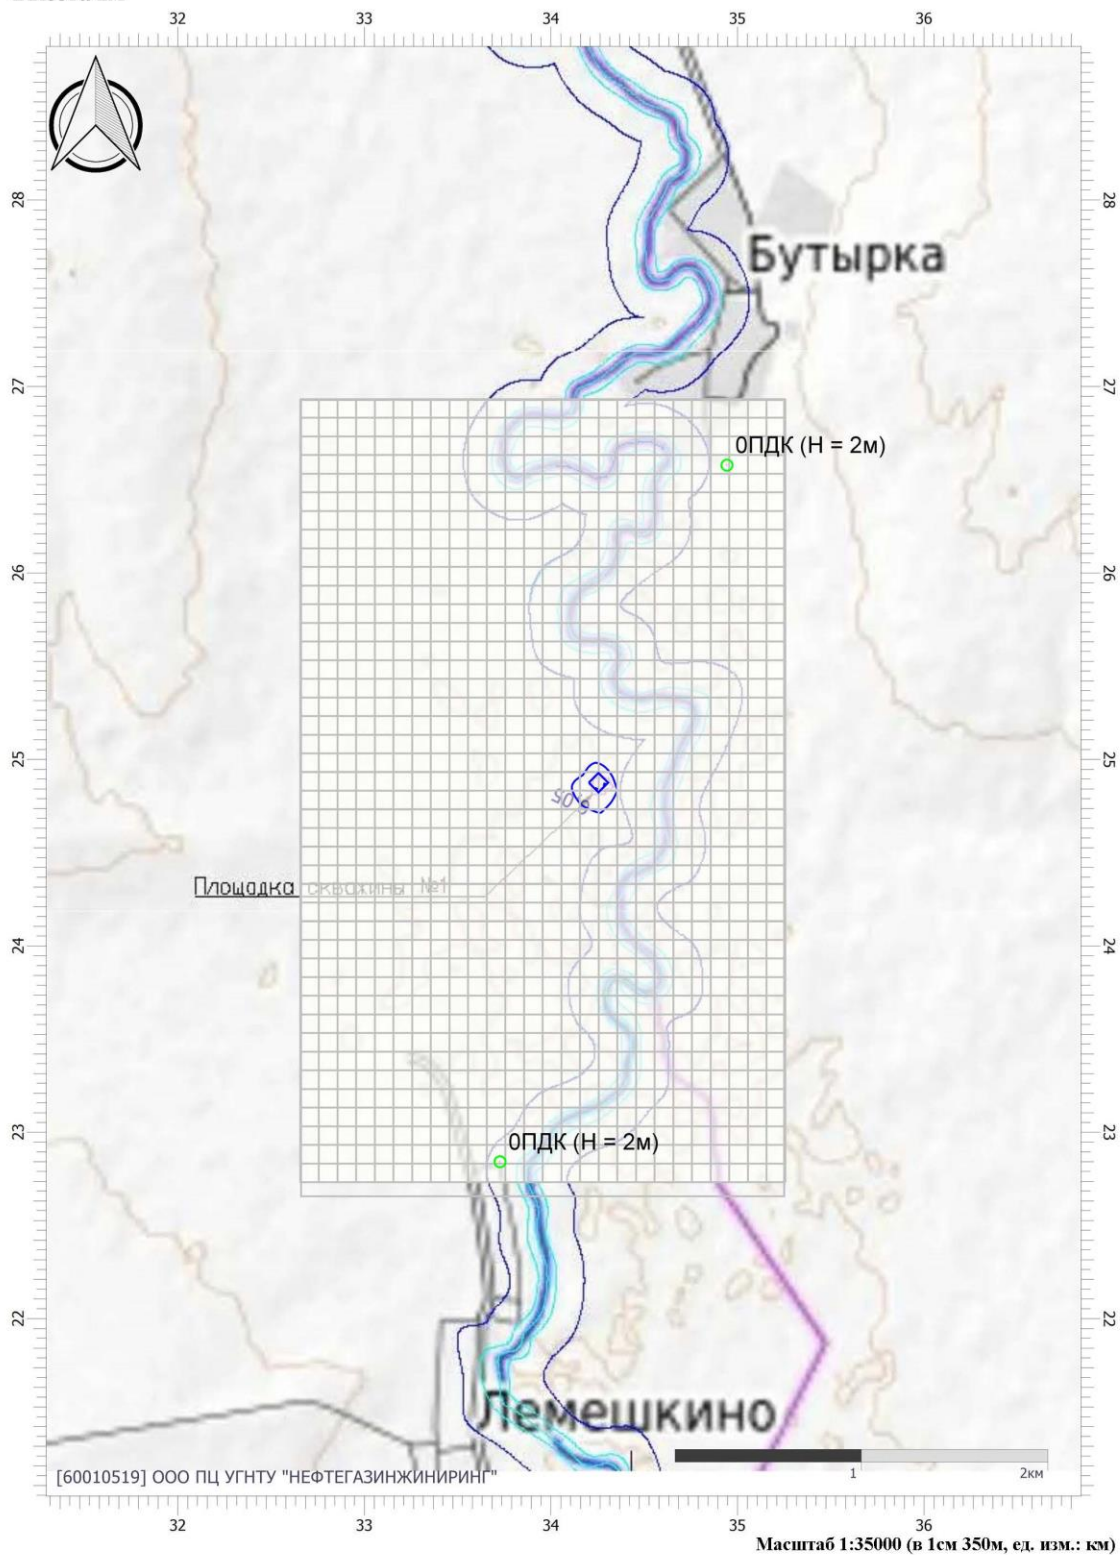 32 33 34 35 36
28 28
Бутырка
27 27
0ПДК (Н = 2м)
26 26
25 25
0.05
Площадка скважины №1
24 24
23 23
0ПДК (Н = 2м)
22 22
Лемешкино
[60010519] ООО ПЦ УГНТУ "НЕФТЕГАЗИНЖИНИРИНГ"
1 2км
32 33 34 35 36
Масштаб 1:35000 (в 1см 350м, ед. изм.: км)